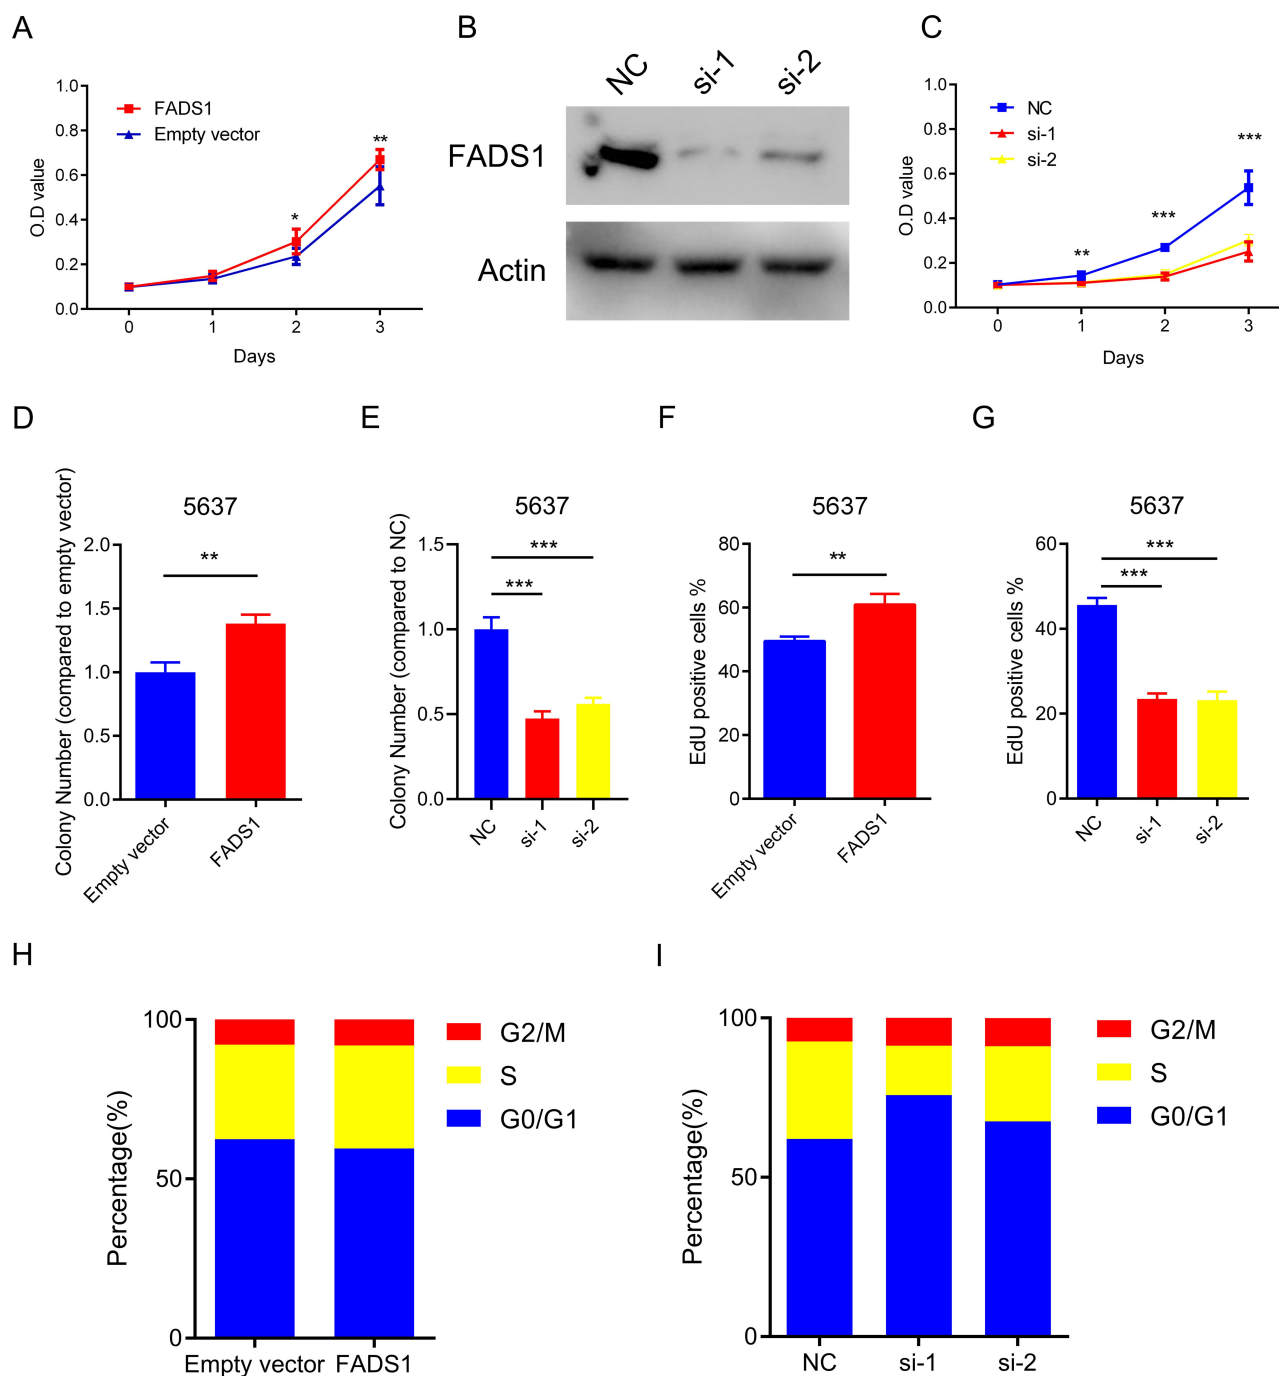 A
1.0
0.8
0.6
0.4
0.2
0.0
O.D value
FADS1
Empty vector
*
**
0 1 2 3
Days
B
NC si-1 si-2
FADS1
Actin
C
1.0
0.8
0.6
0.4
0.2
0.0
O.D value
NC
si-1
si-2
**
***
***
0 1 2 3
Days
D
5637
Colony Number (compared to empty vector)
2.0
1.5
1.0
0.5
0.0
**
Empty vector
FADS1
E
5637
Colony Number (compared to NC)
1.5
1.0
0.5
0.0
***
***
NC
si-1
si-2
F
5637
EdU positive cells %
80
60
40
20
0
**
Empty vector
FADS1
G
5637
EdU positive cells %
60
40
20
0
***
***
NC
si-1
si-2
H
Percentage(%)
100
50
0
G2/M
S
G0/G1
Empty vector FADS1
I
Percentage(%)
100
50
0
G2/M
S
G0/G1
NC si-1 si-2